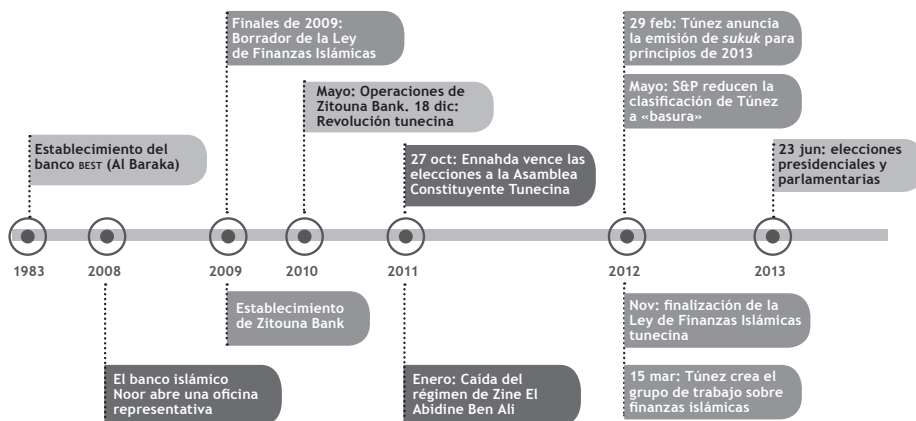 Finales de 2009:
Borrador de la Ley
de Finanzas Islámicas
29 feb: Túnez anuncia
la emisión de sukuk para
principios de 2013
Mayo: Operaciones de
Zitouna Bank. 18 dic:
Revolución tunecina
Mayo: S&P reducen la
clasificación de Túnez
a «basura»
Establecimiento del
banco BEST (Al Baraka)
27 oct: Ennahda vence las
elecciones a la Asamblea
Constituyente Tunecina
23 jun: elecciones
presidenciales y
parlamentarias
1983
2008
2009
2010
2011
2012
2013
Establecimiento
de Zitouna Bank
Nov: finalización de la
Ley de Finanzas Islámicas
tunecina
El banco islámico
Noor abre una oficina
representativa
Enero: Caída del
régimen de Zine El
Abidine Ben Ali
15 mar: Túnez crea el
grupo de trabajo sobre
finanzas islámicas